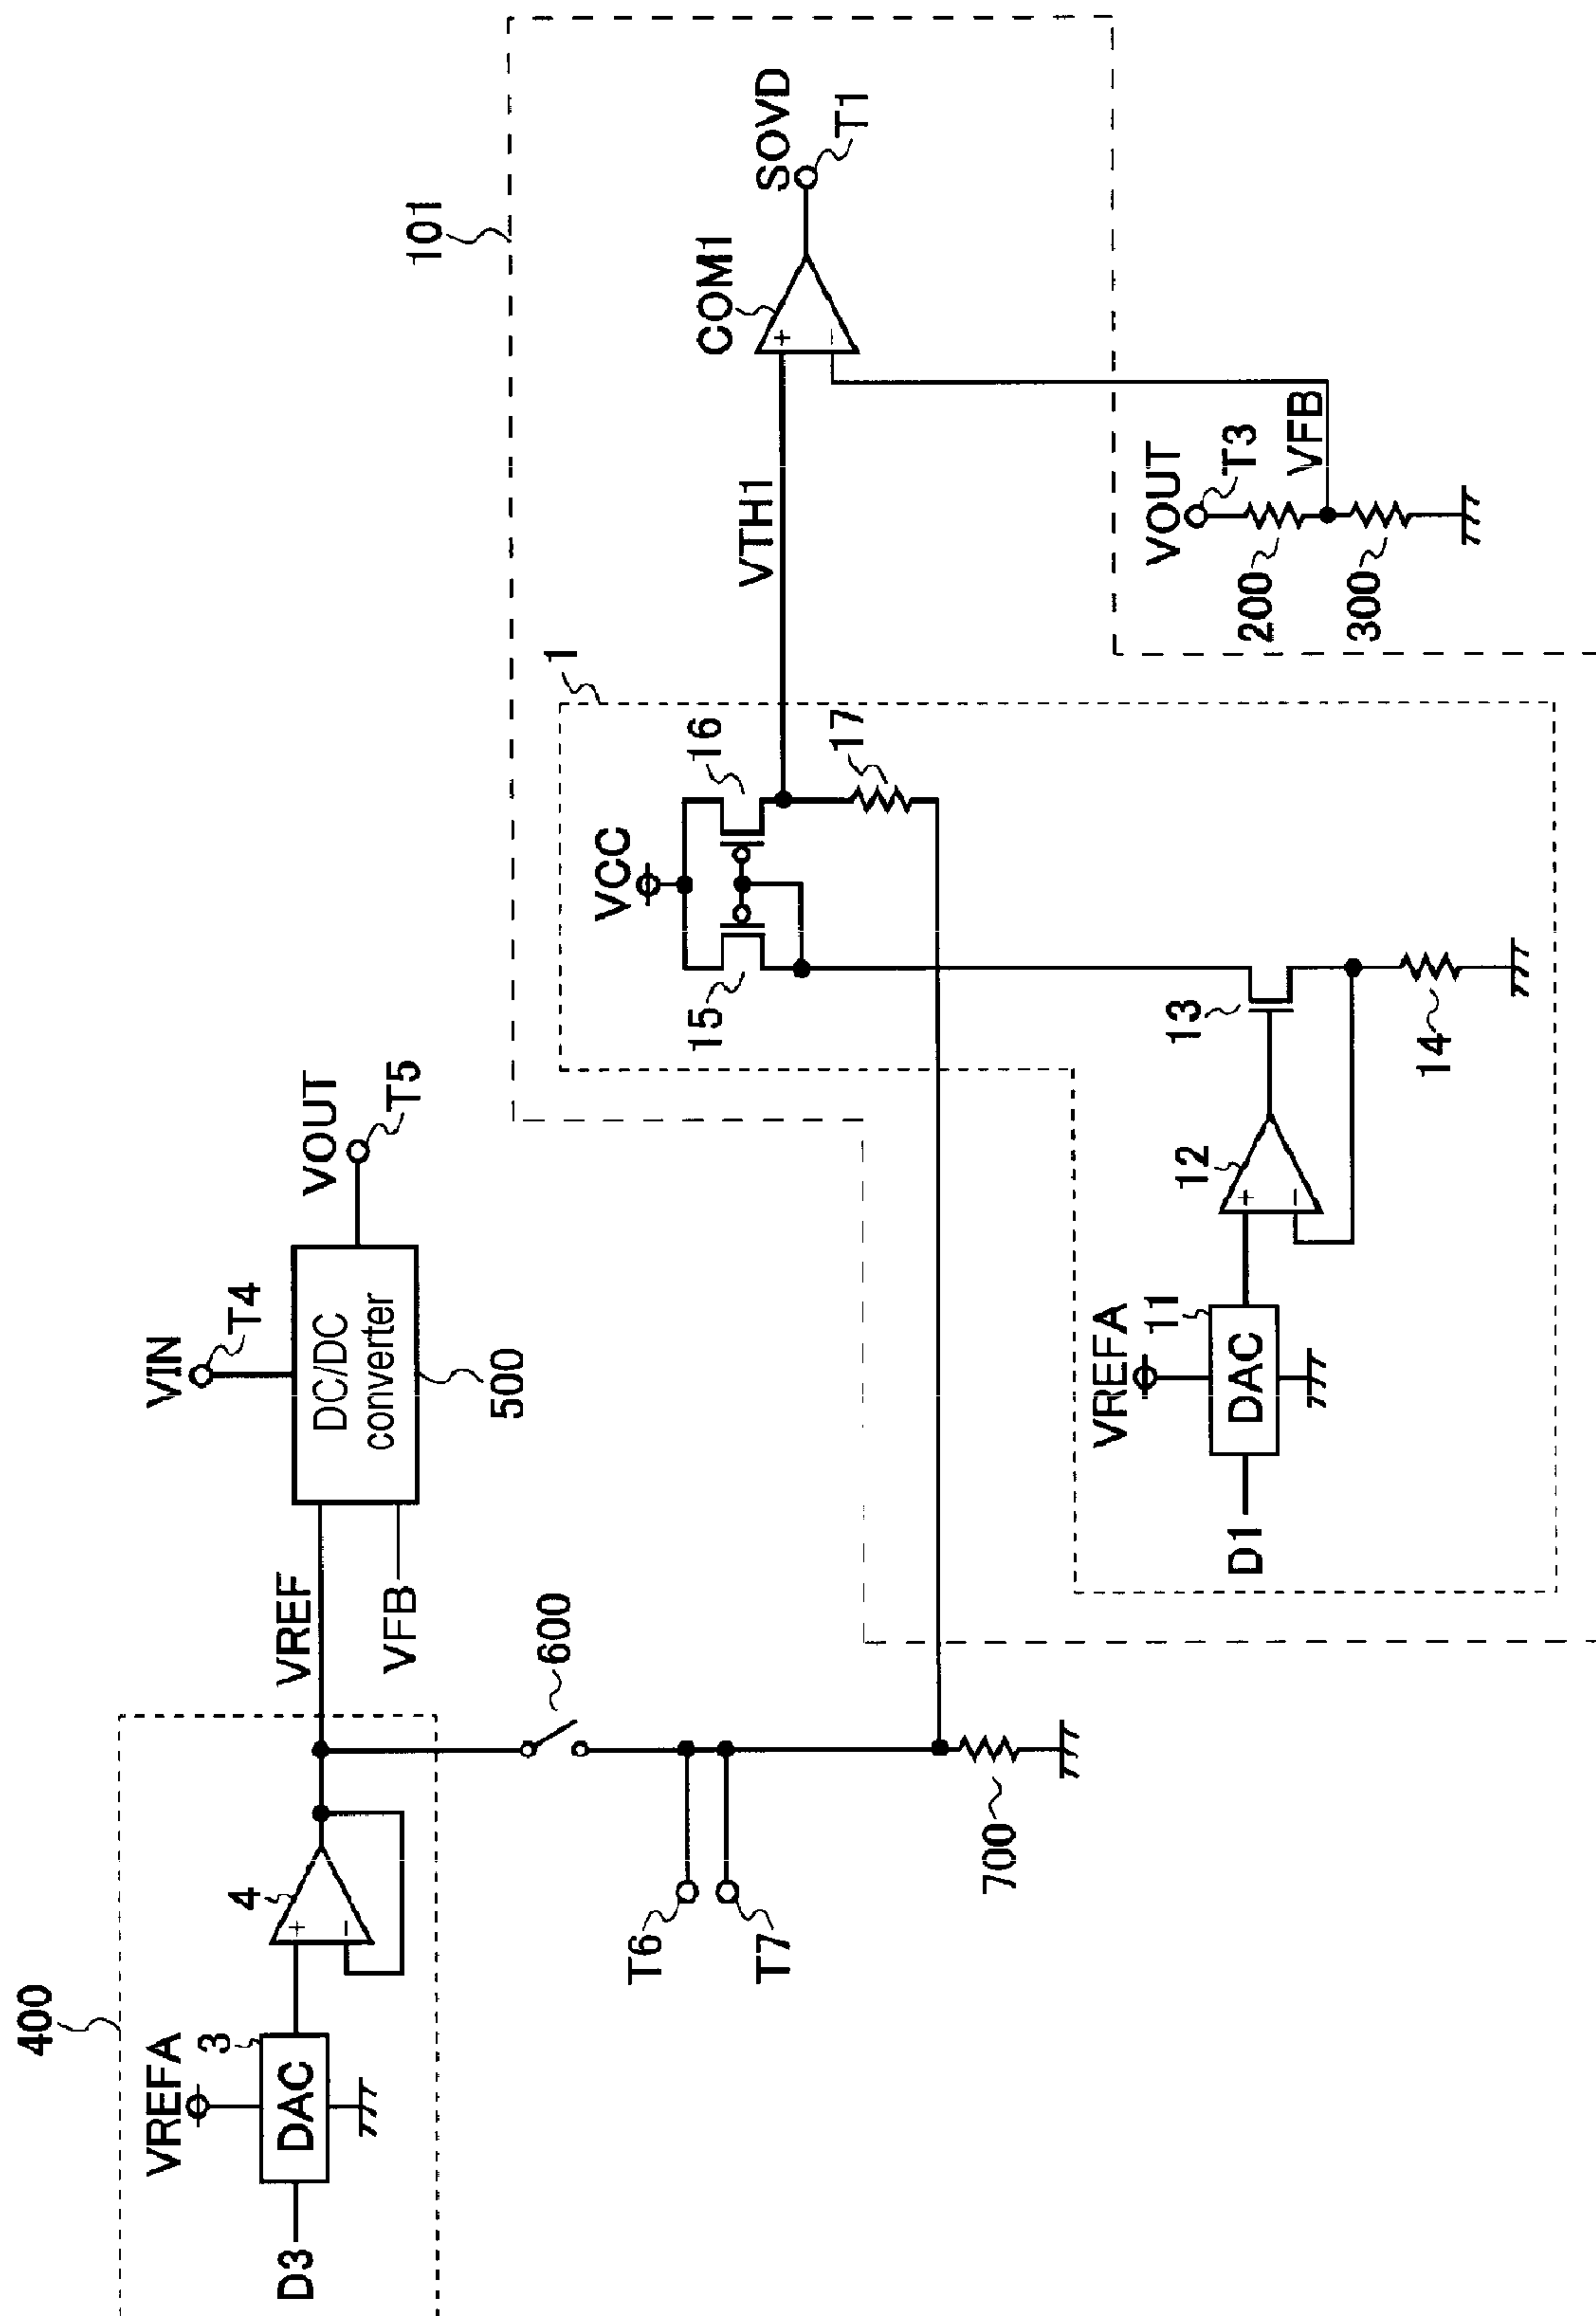 400
VREFA
3
DAC
D3
4
VREF
VFB
VIN
T4
DC/DC
converter
500
VOUT
T5
600
T6
T7
700
101
1
VCC
15
16
17
VTH1
COM1
SOVD
T1
VREFA
11
DAC
D1
12
13
14
VOUT
T3
200
300
VFB
+
−
+
−
+
−